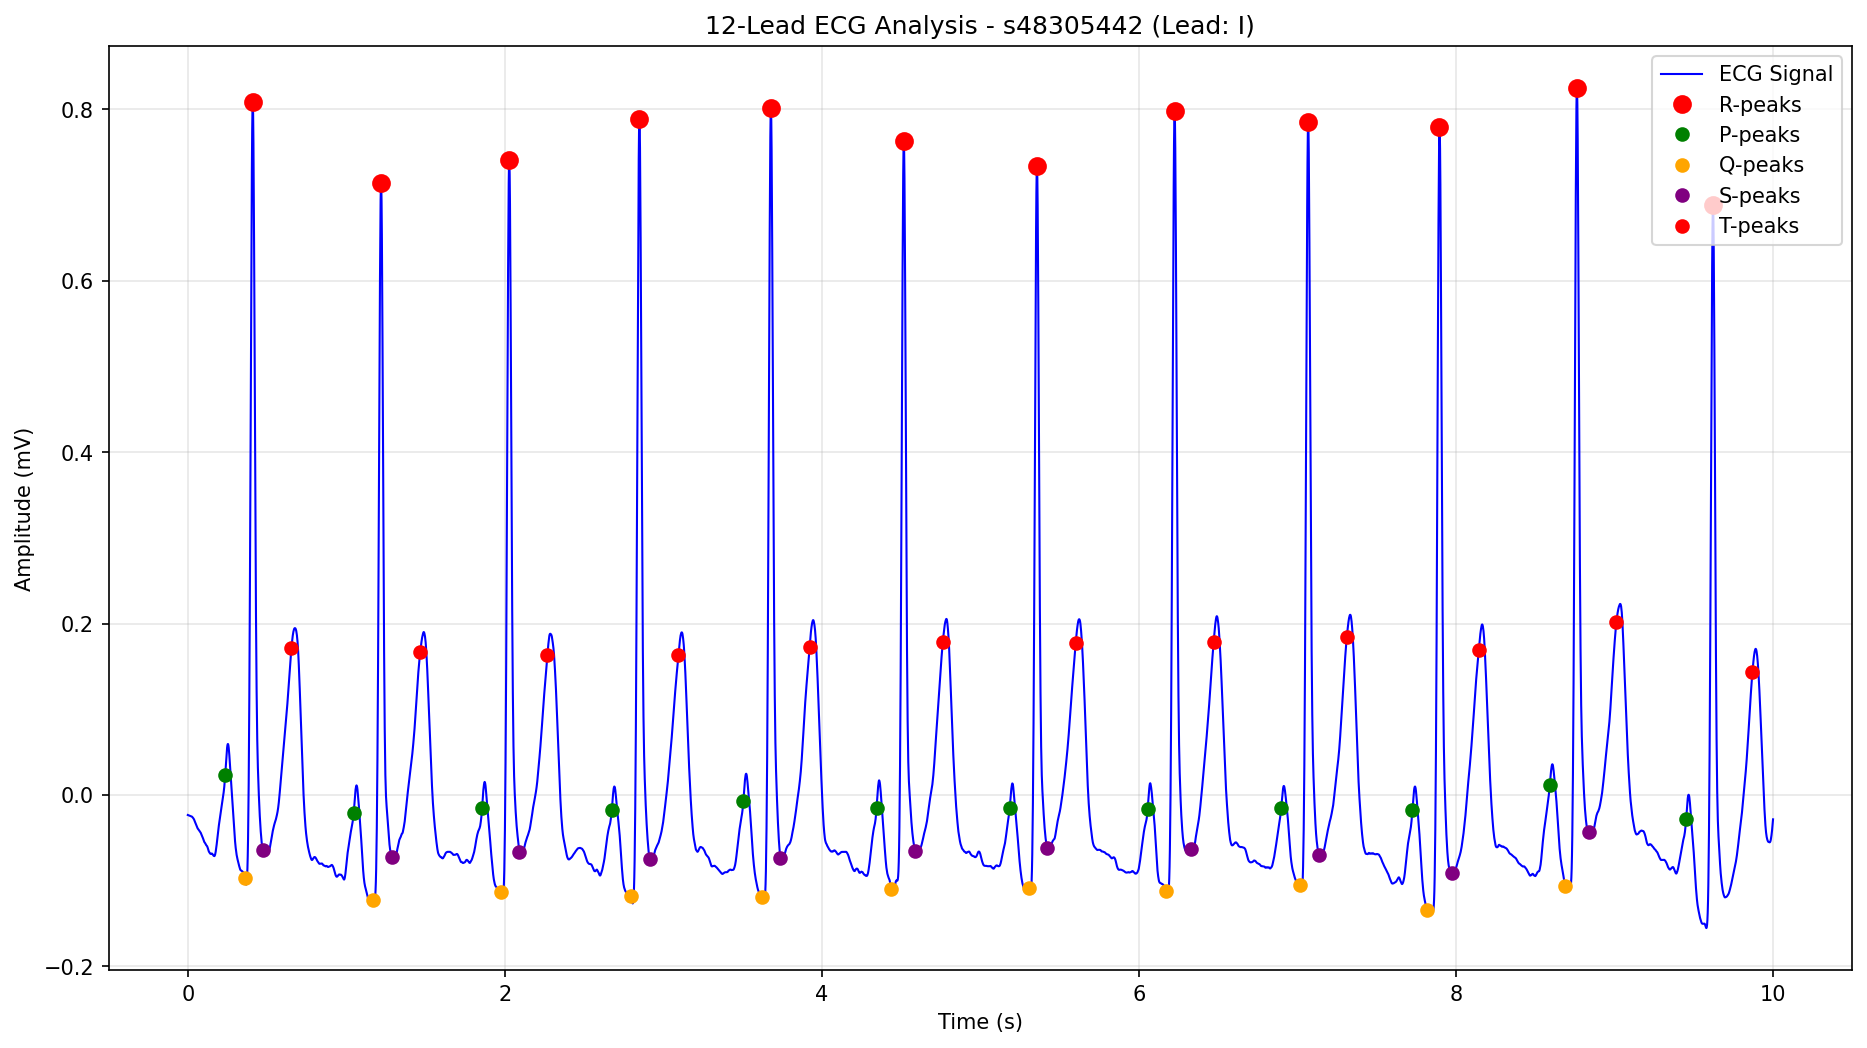 12-Lead ECG Analysis - s48305442 (Lead: I)
ECG Signal
R-peaks
P-peaks
Q-peaks
S-peaks
T-peaks
Amplitude (mV)
0.8
0.6
0.4
0.2
0.0
−0.2
0 2 4 6 8 10
Time (s)